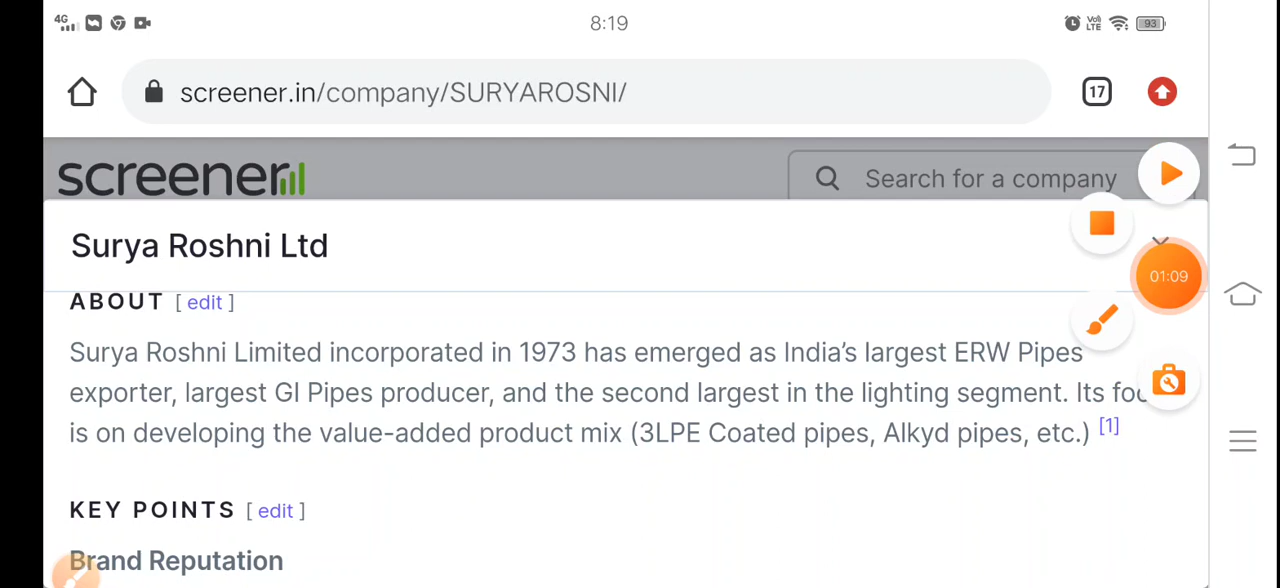 4G 8:19 Vo) LTE 93
screener.in/company/SURYAROSNI/ 17
screener Search for a company
Surya Roshni Ltd
01:09
ABOUT [ edit ]
Surya Roshni Limited incorporated in 1973 has emerged as India's largest ERW Pipes
exporter, largest GI Pipes producer, and the second largest in the lighting segment. Its
is on developing the value-added product mix (3LPE Coated pipes, Alkyd pipes, etc.) [1]
KEY POINTS [ edit ]
Brand Reputation